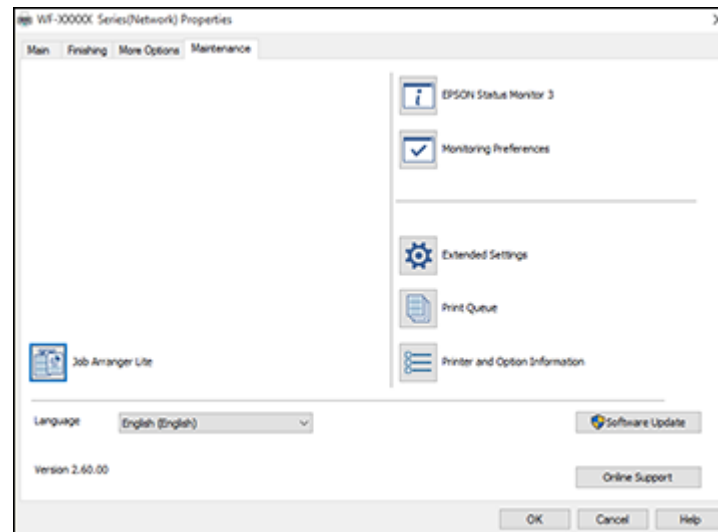 WF-XXXXX Series(Network) Properties
Main Finishing More Options Maintenance
EPSON Status Monitor 3
Monitoring Preferences
Extended Settings
Print Queue
Job Arranger Lite
Printer and Option Information
Language English (English)
Software Update
Version 2.60.00
Online Support
OK Cancel Help